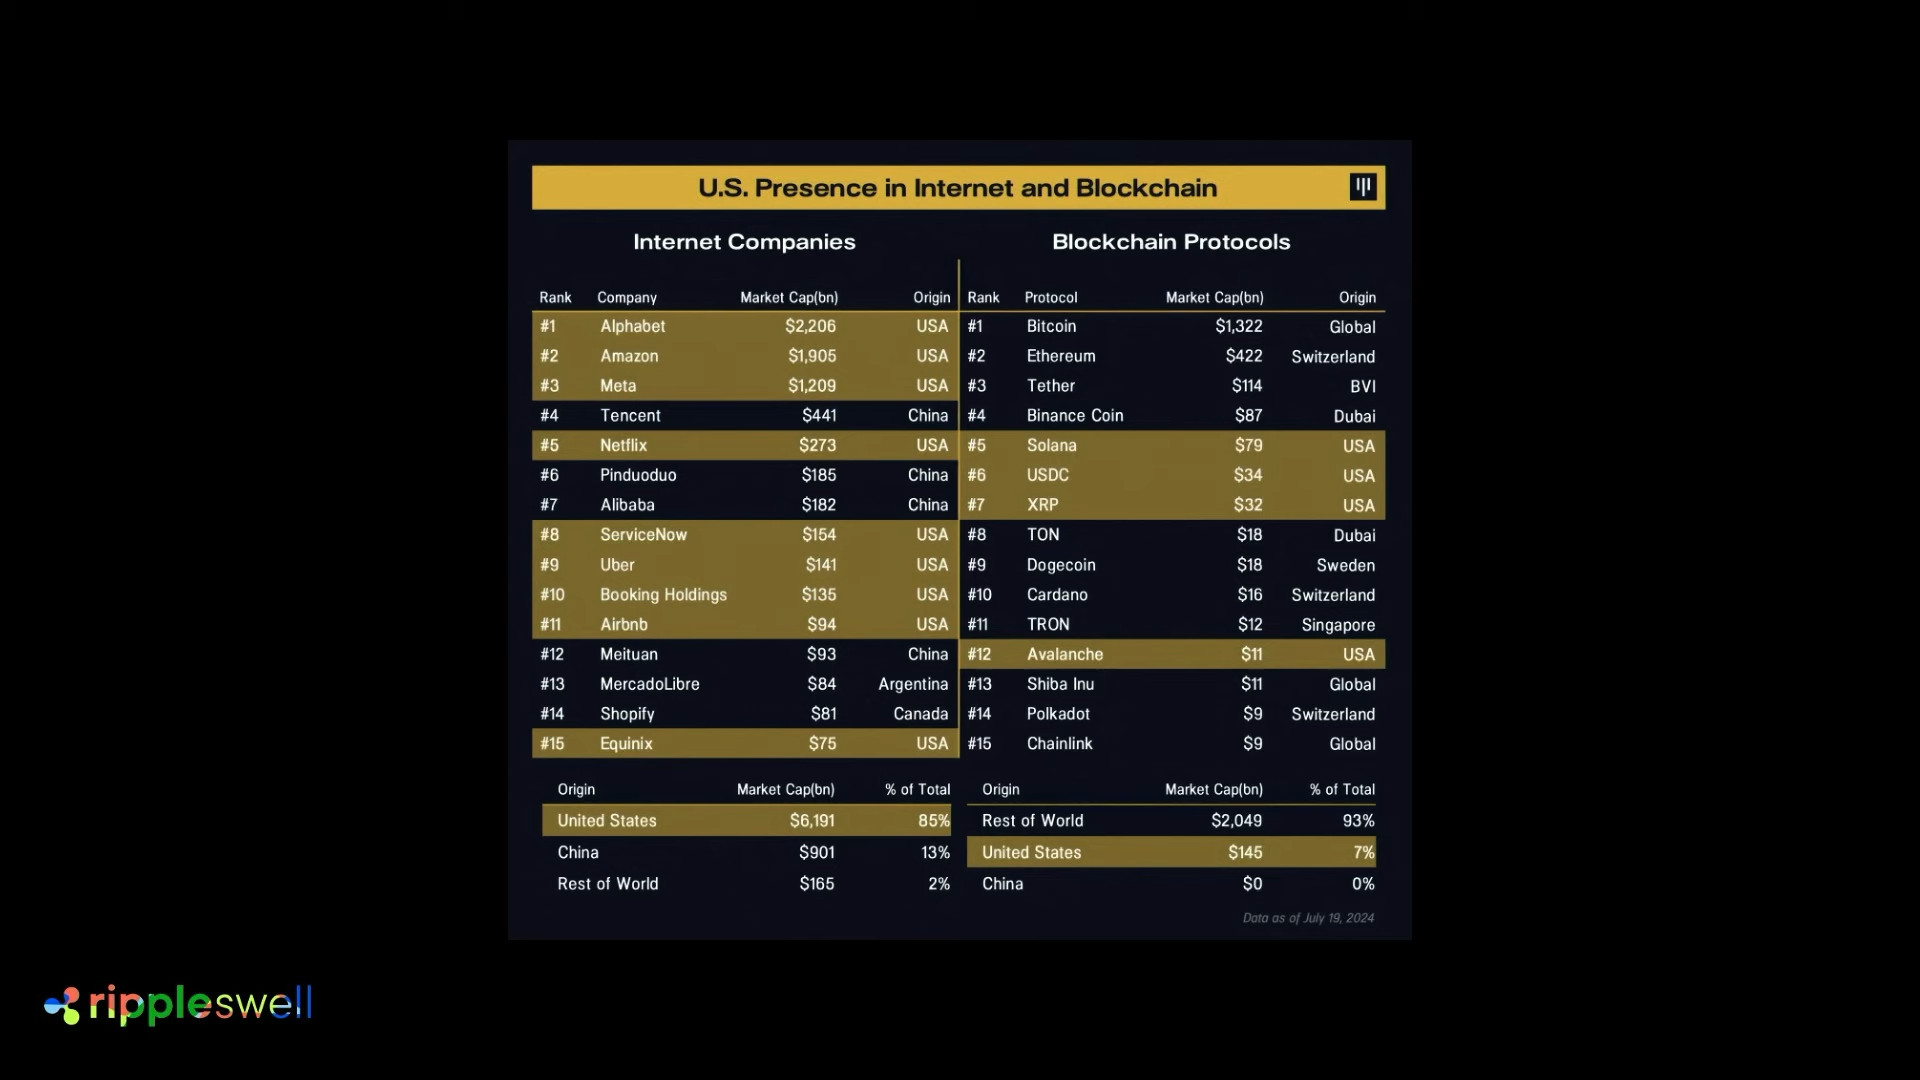 U.S. Presence in Internet and Blockchain
Internet Companies
Rank Company Market Cap(bn) Origin
#1 Alphabet $2,206 USA
#2 Amazon $1,905 USA
#3 Meta $1,209 USA
#4 Tencent $441 China
#5 Netflix $273 USA
#6 Pinduoduo $185 China
#7 Alibaba $182 China
#8 ServiceNow $154 USA
#9 Uber $141 USA
#10 Booking Holdings $135 USA
#11 Airbnb $94 USA
#12 Meituan $93 China
#13 MercadoLibre $84 Argentina
#14 Shopify $81 Canada
#15 Equinix $75 USA
Origin Market Cap(bn) % of Total
United States $6,191 85%
China $901 13%
Rest of World $165 2%
Blockchain Protocols
Rank Protocol Market Cap(bn) Origin
#1 Bitcoin $1,322 Global
#2 Ethereum $422 Switzerland
#3 Tether $114 BVI
#4 Binance Coin $87 Dubai
#5 Solana $79 USA
#6 USDC $34 USA
#7 XRP $32 USA
#8 TON $18 Dubai
#9 Dogecoin $18 Sweden
#10 Cardano $16 Switzerland
#11 TRON $12 Singapore
#12 Avalanche $11 USA
#13 Shiba Inu $11 Global
#14 Polkadot $9 Switzerland
#15 Chainlink $9 Global
Origin Market Cap(bn) % of Total
Rest of World $2,049 93%
United States $145 7%
China $0 0%
Data as of July 19, 2024
rippleswell